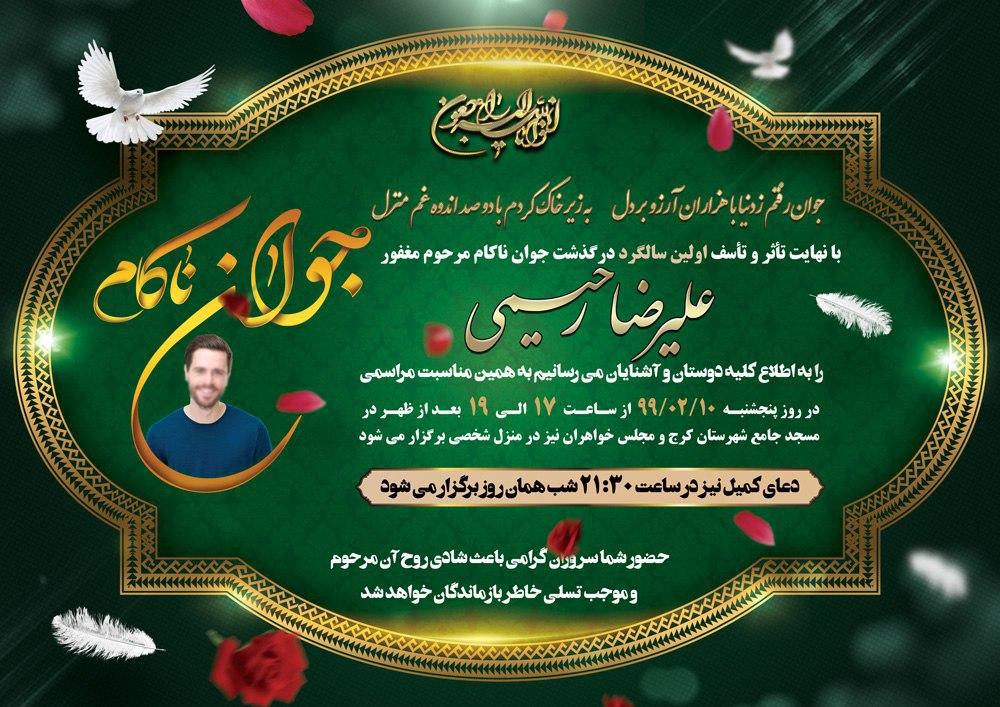 انا لله و انا الیه راجعون
جوان رفتم ز دنیا با هزاران آرزو بر دل به زیر خاک کردم با دو صد اندوه غم منزل
جوان ناکام
با نهایت تأثر و تأسف اولین سالگرد درگذشت جوان ناکام مرحوم مغفور
علیرضا رحیمی
را به اطلاع کلیه دوستان و آشنایان می رسانیم به همین مناسبت مراسمی
در روز پنجشنبه ۹۹/۰۲/۱۰ از ساعت ۱۷ الی ۱۹ بعد از ظهر در
مسجد جامع شهرستان کرج و مجلس خواهران نیز در منزل شخصی برگزار می شود
دعای کمیل نیز در ساعت ۲۱:۳۰ شب همان روز برگزار می شود
حضور شما سروران گرامی باعث شادی روح آن مرحوم
و موجب تسلی خاطر بازماندگان خواهد شد